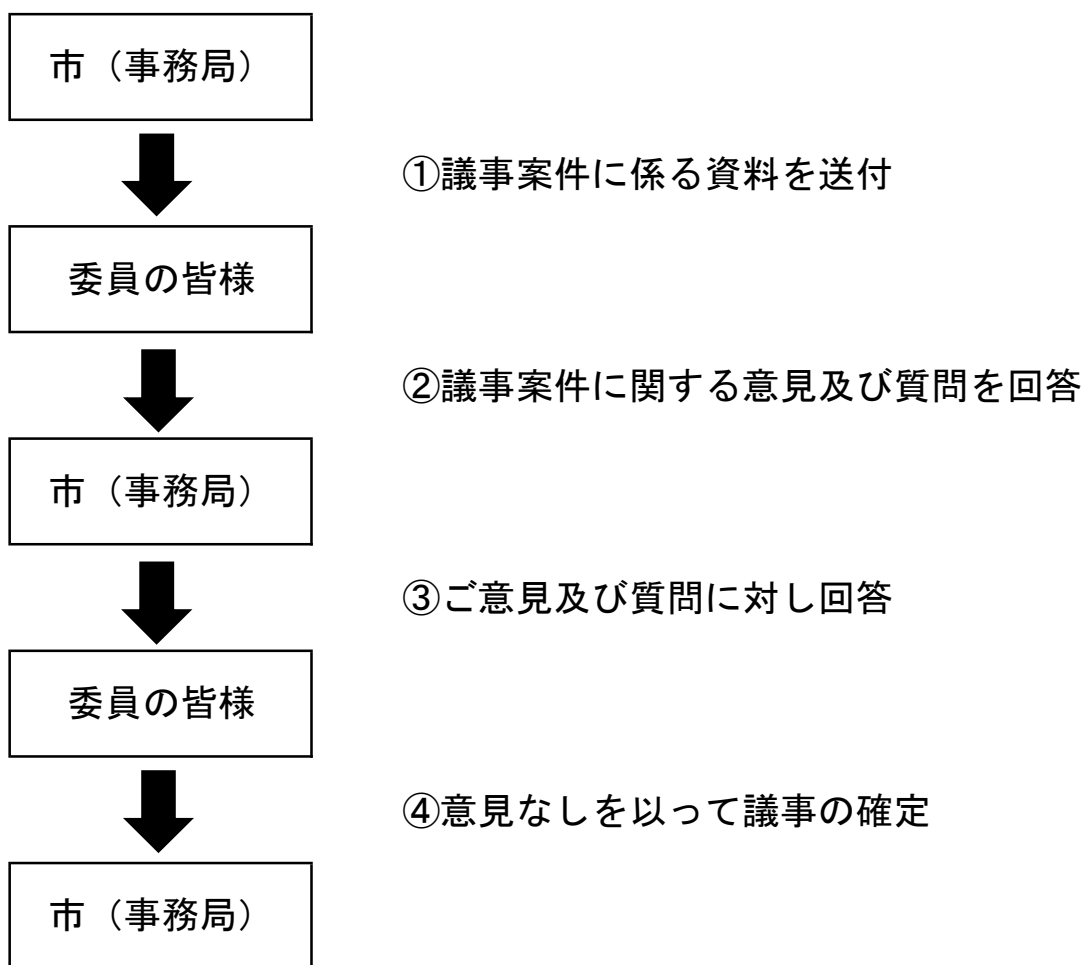 市（事務局）
①議事案件に係る資料を送付
委員の皆様
②議事案件に関する意見及び質問を回答
市（事務局）
③ご意見及び質問に対し回答
委員の皆様
④意見なしを以って議事の確定
市（事務局）